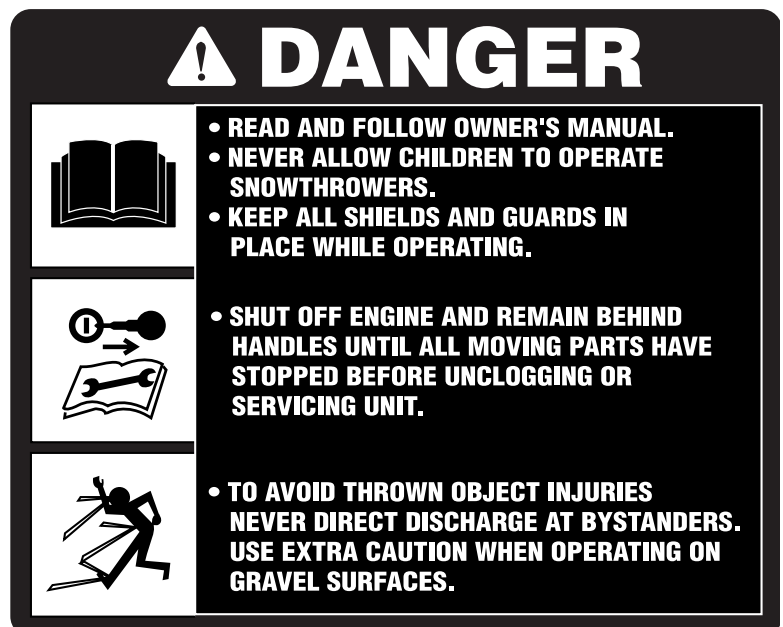 DANGER
• READ AND FOLLOW OWNER'S MANUAL.
• NEVER ALLOW CHILDREN TO OPERATE
SNOWTHROWERS.
• KEEP ALL SHIELDS AND GUARDS IN
PLACE WHILE OPERATING.
• SHUT OFF ENGINE AND REMAIN BEHIND
HANDLES UNTIL ALL MOVING PARTS HAVE
STOPPED BEFORE UNCLOGGING OR
SERVICING UNIT.
• TO AVOID THROWN OBJECT INJURIES
NEVER DIRECT DISCHARGE AT BYSTANDERS.
USE EXTRA CAUTION WHEN OPERATING ON
GRAVEL SURFACES.